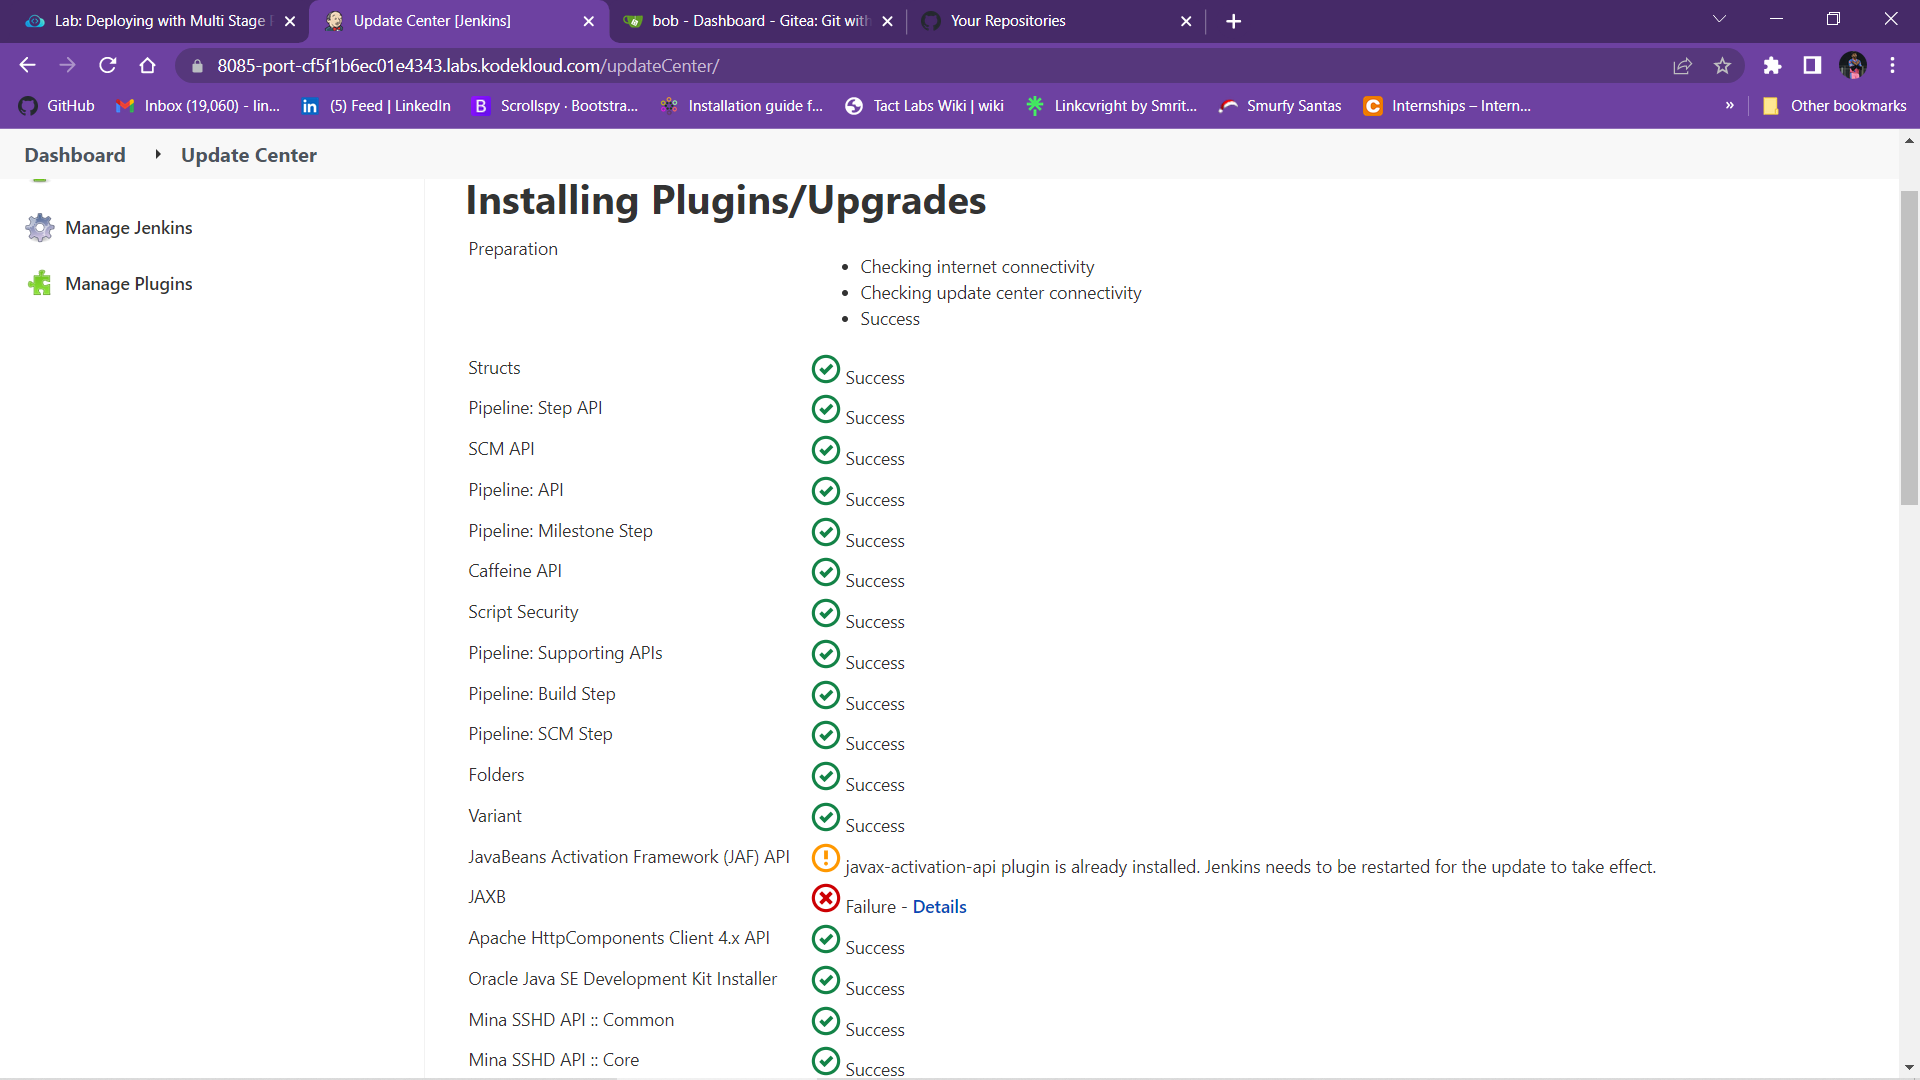 Lab: Deploying with Multi Stage P
Update Center [Jenkins]
bob - Dashboard - Gitea: Git with
Your Repositories
8085-port-cf5f1b6ec01e4343.labs.kodekloud.com/updateCenter/
GitHub
Inbox (19,060) - lin...
(5) Feed | LinkedIn
Scrollspy · Bootstra...
Installation guide f...
Tact Labs Wiki | wiki
Linkcvright by Smrit...
Smurfy Santas
Internships – Intern...
»
Other bookmarks
Dashboard
Update Center
Manage Jenkins
Manage Plugins
Installing Plugins/Upgrades
Preparation
• Checking internet connectivity
• Checking update center connectivity
• Success
Structs Success
Pipeline: Step API Success
SCM API Success
Pipeline: API Success
Pipeline: Milestone Step Success
Caffeine API Success
Script Security Success
Pipeline: Supporting APIs Success
Pipeline: Build Step Success
Pipeline: SCM Step Success
Folders Success
Variant Success
JavaBeans Activation Framework (JAF) API javax-activation-api plugin is already installed. Jenkins needs to be restarted for the update to take effect.
JAXB Failure - Details
Apache HttpComponents Client 4.x API Success
Oracle Java SE Development Kit Installer Success
Mina SSHD API :: Common Success
Mina SSHD API :: Core Success